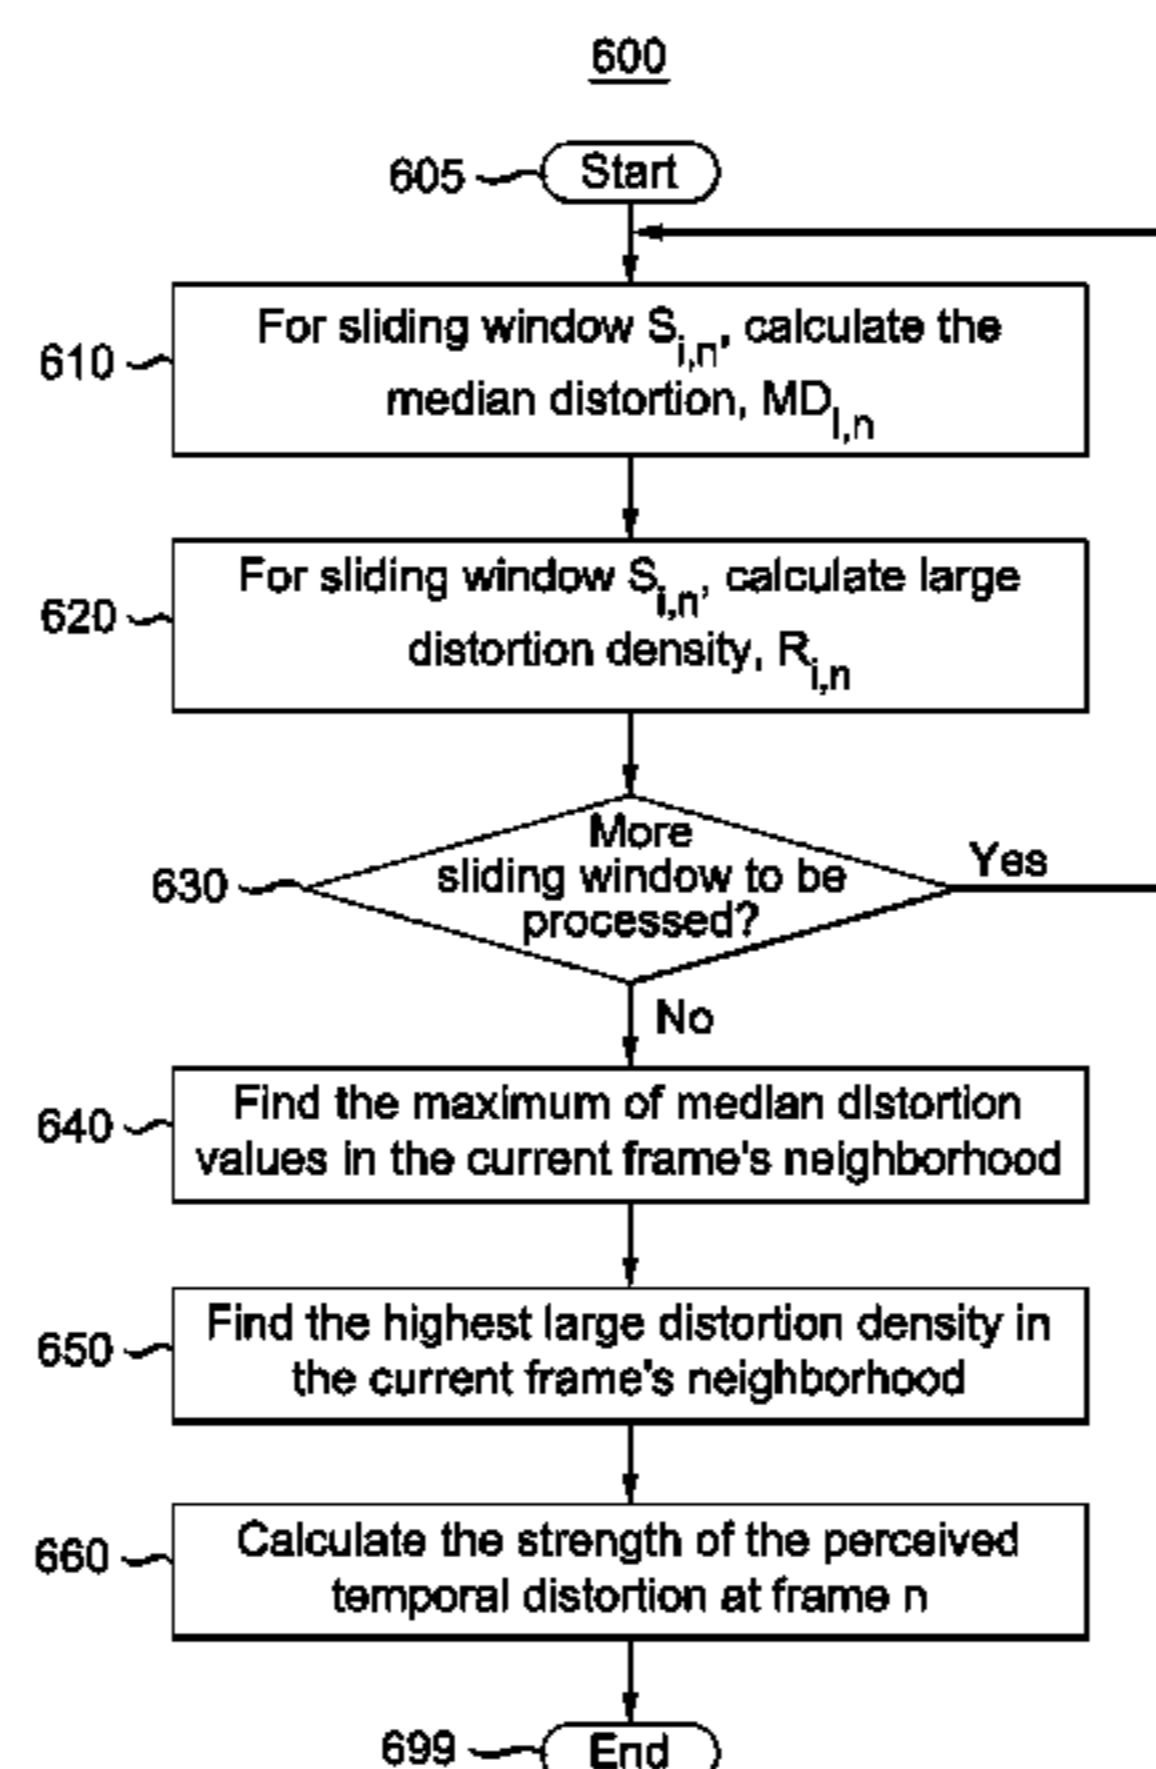 600
605 Start
610 For sliding window S_i,n, calculate the
median distortion, MD_I,n
620 For sliding window S_i,n, calculate large
distortion density, R_i,n
More
630 sliding window to be Yes
processed?
No
Find the maximum of median distortion
640 values in the current frame's neighborhood
Find the highest large distortion density in
650 the current frame's neighborhood
660 Calculate the strength of the perceived
temporal distortion at frame n
699 End